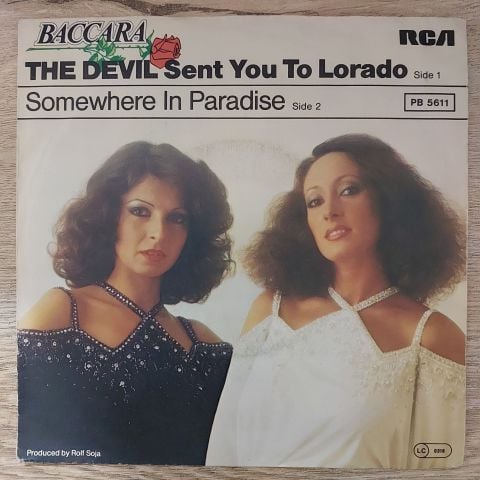 BACCARA
RCA
THE DEVIL Sent You To Lorado Side 1
Somewhere In Paradise Side 2
PB 5611
Produced by Rolf Soja
LC 0316